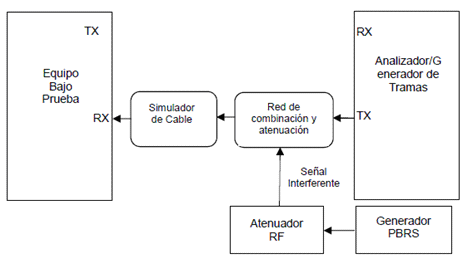 TX
Equipo
Bajo
Prueba
RX
Simulador
de Cable
Red de
combinación y
atenuación
RX
Analizador/G
enerador de
Tramas
TX
Señal
Interferente
Atenuador
RF
Generador
PBRS